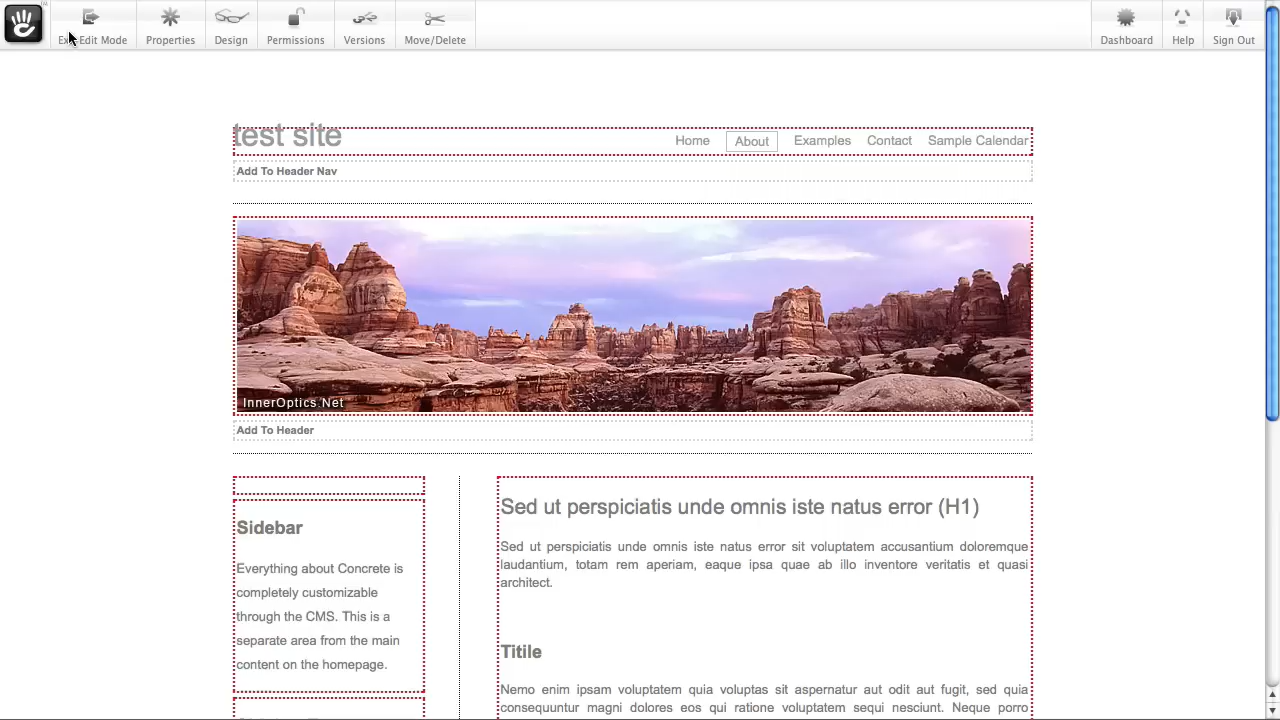 Exit Edit Mode Properties Design Permissions Versions Move/Delete Dashboard Help Sign Out
test site
Home About Examples Contact Sample Calendar
Add To Header Nav
InnerOptics.Net
Add To Header
Sidebar
Everything about Concrete is
completely customizable
through the CMS. This is a
separate area from the main
content on the homepage.
Sed ut perspiciatis unde omnis iste natus error (H1)
Sed ut perspiciatis unde omnis iste natus error sit voluptatem accusantium doloremque
laudantium, totam rem aperiam, eaque ipsa quae ab illo inventore veritatis et quasi
architect.
Titile
Nemo enim ipsam voluptatem quia voluptas sit aspernatur aut odit aut fugit, sed quia
consequuntur magni dolores eos qui ratione voluptatem sequi nesciunt. Neque porro